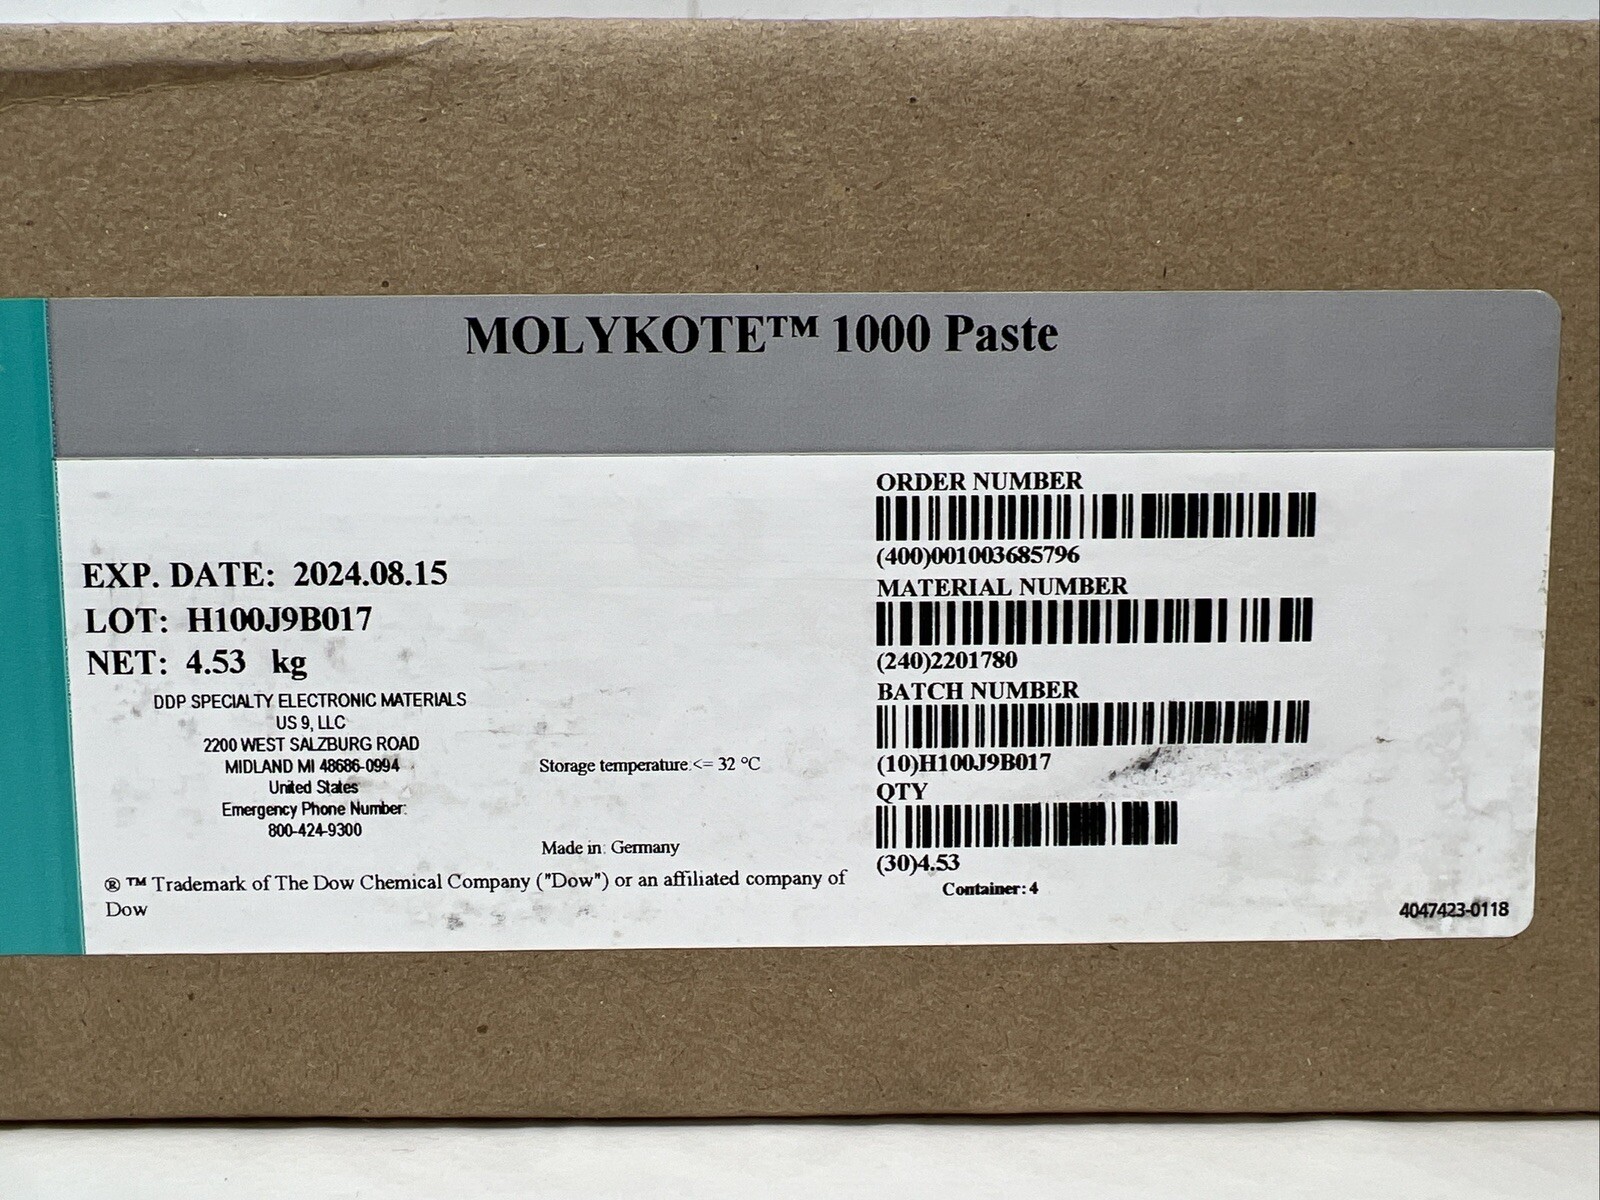 MOLYKOTE™ 1000 Paste
EXP. DATE: 2024.08.15
LOT: H100J9B017
NET: 4.53 kg
DDP SPECIALTY ELECTRONIC MATERIALS
US 9, LLC
2200 WEST SALZBURG ROAD
MIDLAND MI 48686-0994
United States
Emergency Phone Number:
800-424-9300
Storage temperature:<= 32 °C
Made in: Germany
® ™ Trademark of The Dow Chemical Company ("Dow") or an affiliated company of
Dow
ORDER NUMBER
(400)001003685796
MATERIAL NUMBER
(240)2201780
BATCH NUMBER
(10)H100J9B017
QTY
(30)4.53
Container: 4
4047423-0118